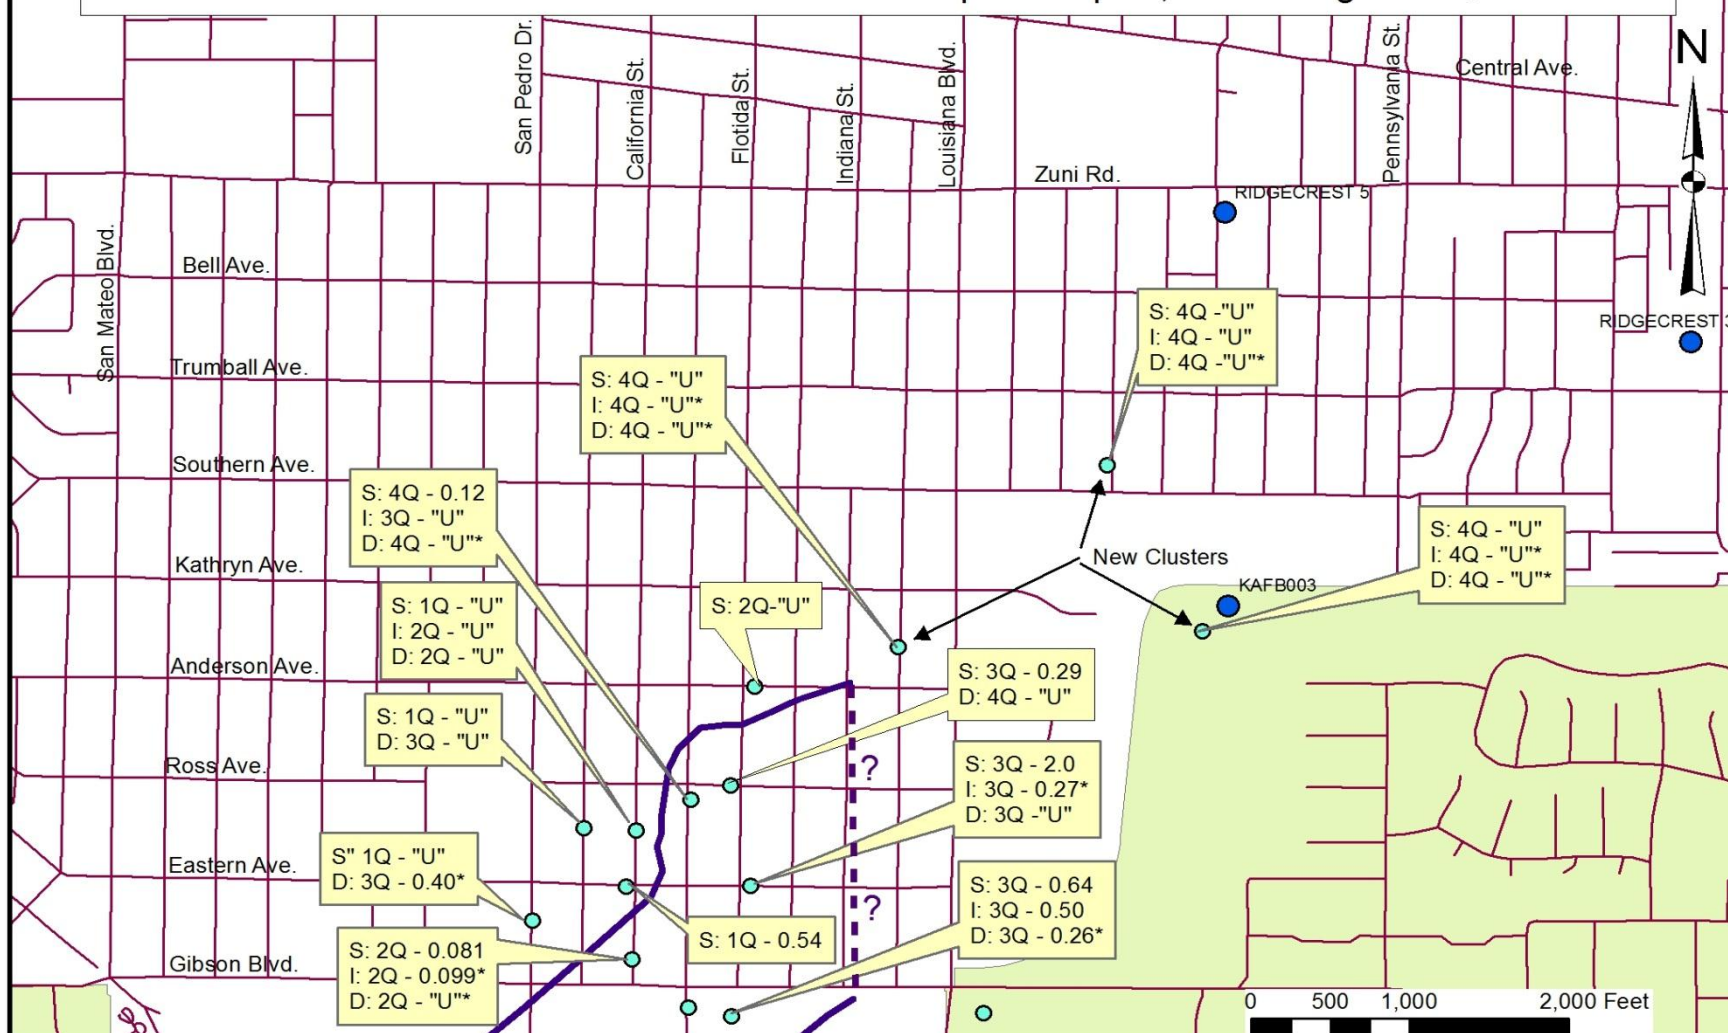 San Pedro Dr.
California St.
Flotida St.
Indiana St.
Louisiana Blvd.
Pennsylvania St.
Central Ave.
N
Zuni Rd.
RIDGECREST 5
San Mateo Blvd.
Bell Ave.
RIDGECREST 3
S: 4Q -"U"
I: 4Q - "U"
D: 4Q -"U"*
Trumball Ave.
S: 4Q - "U"
I: 4Q - "U"*
D: 4Q - "U"*
Southern Ave.
S: 4Q - 0.12
I: 3Q - "U"
D: 4Q - "U"*
S: 4Q - "U"
I: 4Q - "U"*
D: 4Q - "U"*
New Clusters
Kathryn Ave.
KAFB003
S: 1Q - "U"
I: 2Q - "U"
D: 2Q - "U"
S: 2Q-"U"
Anderson Ave.
S: 3Q - 0.29
D: 4Q - "U"
S: 1Q - "U"
D: 3Q - "U"
Ross Ave.
?
S: 3Q - 2.0
I: 3Q - 0.27*
D: 3Q -"U"
Eastern Ave.
S" 1Q - "U"
D: 3Q - 0.40*
?
S: 3Q - 0.64
I: 3Q - 0.50
D: 3Q - 0.26*
S: 1Q - 0.54
Gibson Blvd.
S: 2Q - 0.081
I: 2Q - 0.099*
D: 2Q - "U"*
0 500 1,000 2,000 Feet